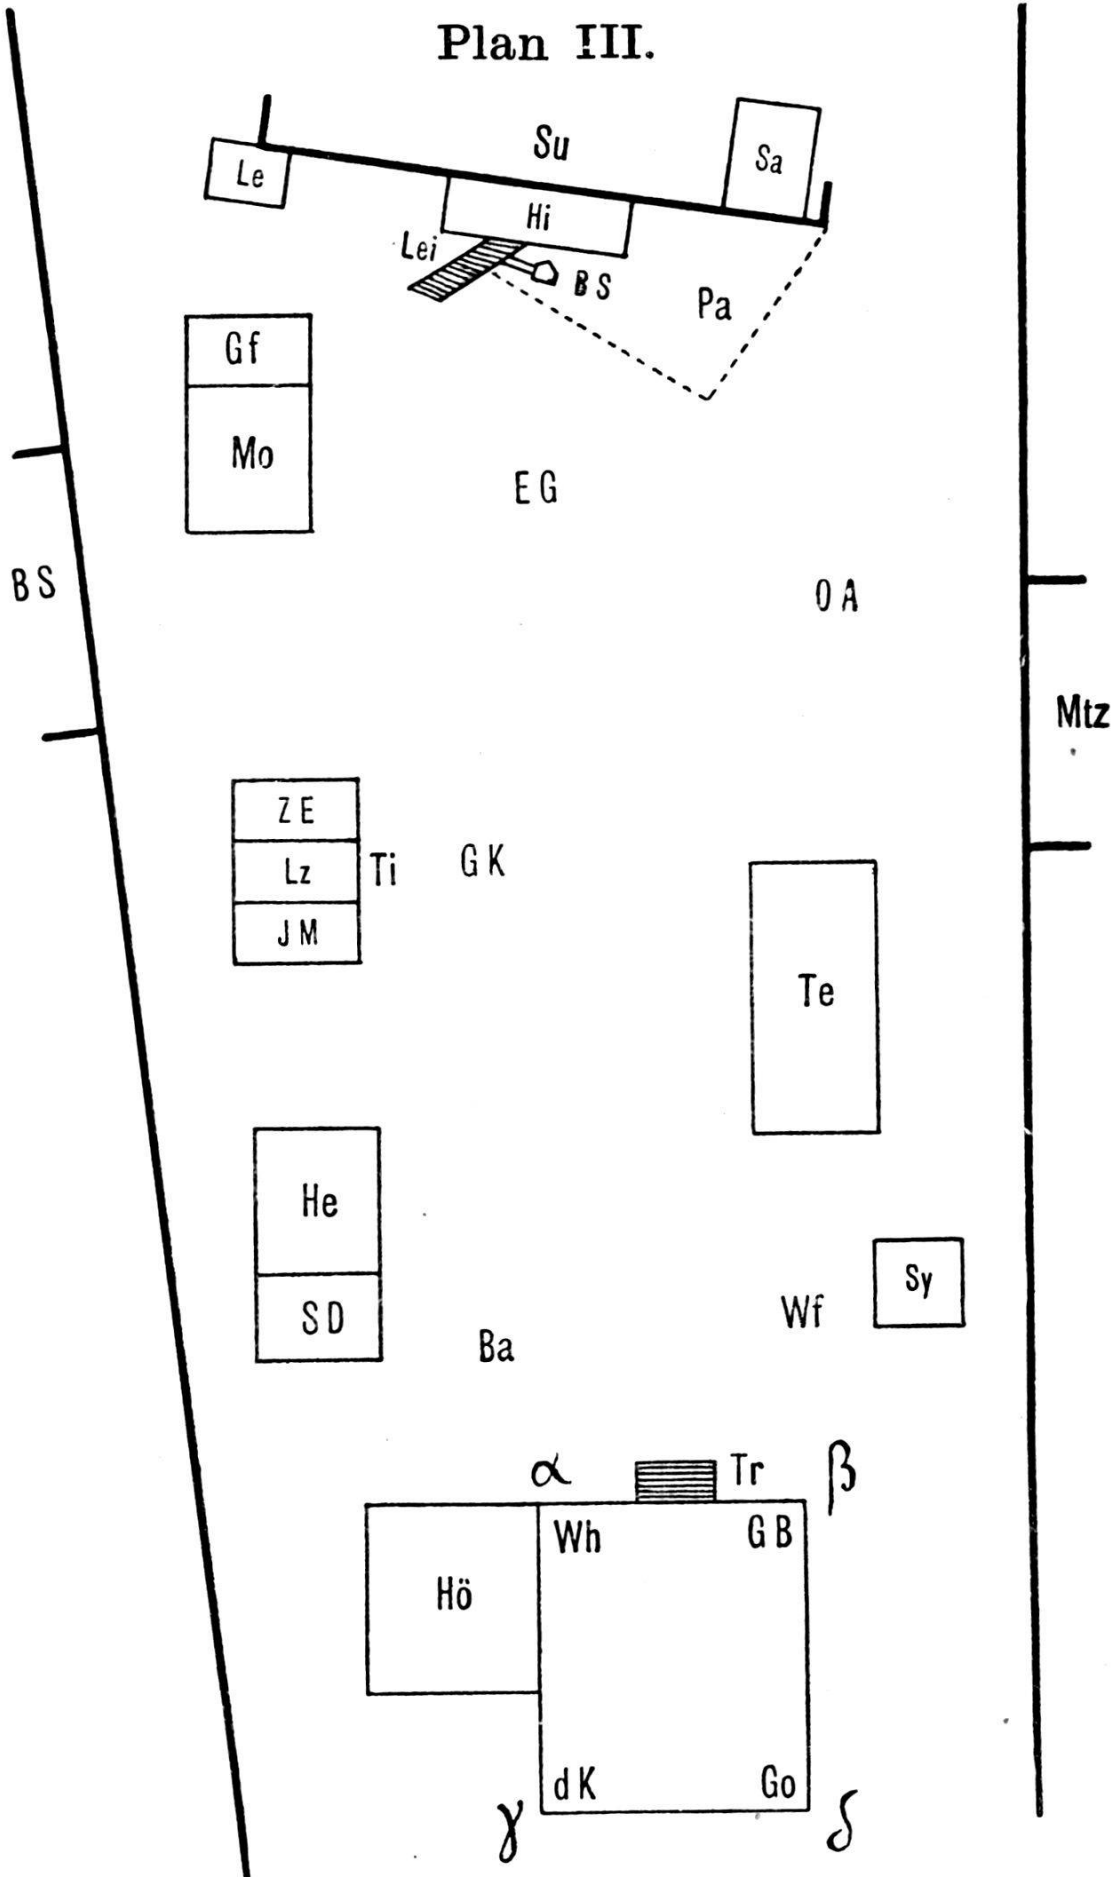 Plan III.
Su
Sa
Le
Hi
Lei
BS
Pa
Gf
Mo
EG
BS
OA
Mtz
ZE
Lz
Ti
GK
JM
Te
He
Sy
SD
Wf
Ba
α
Tr
β
Wh
GB
Hö
dK
Go
γ
δ